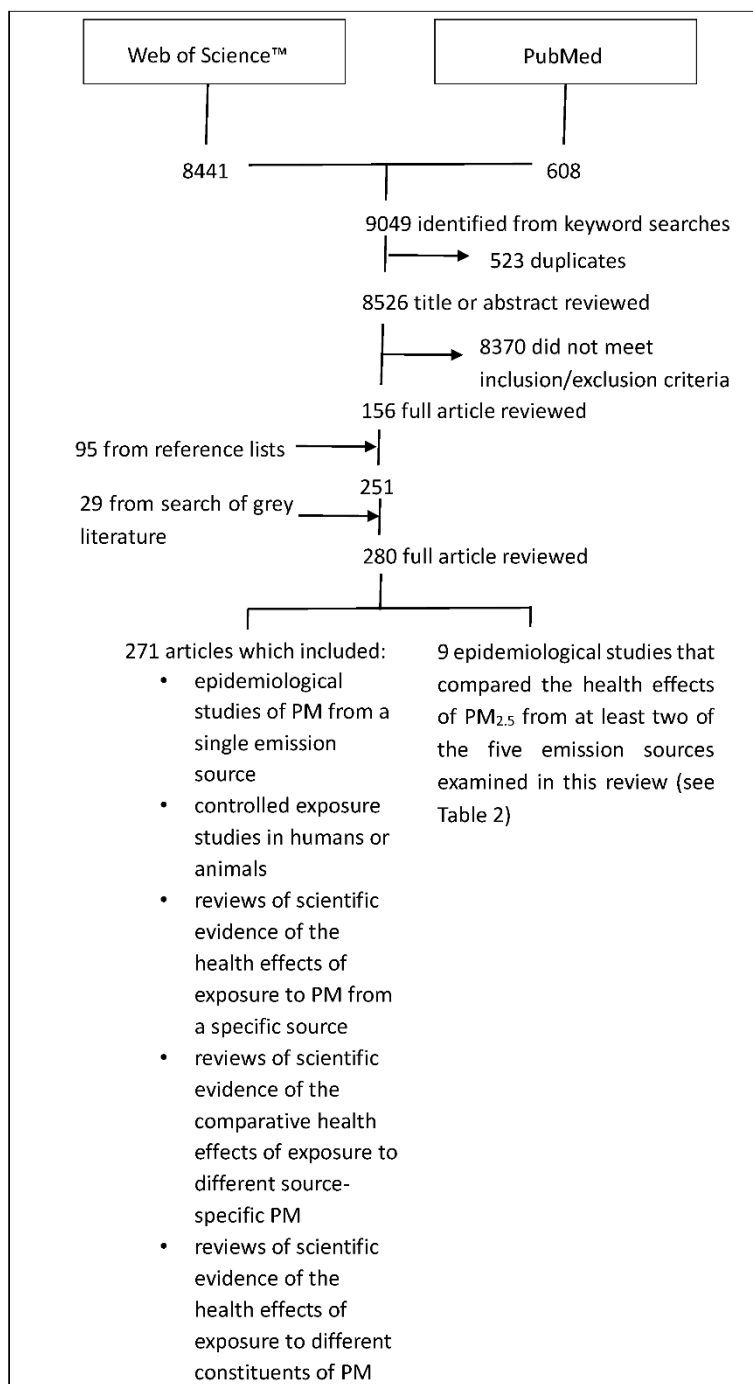 Web of Science™
PubMed
8441
608
9049 identified from keyword searches
523 duplicates
8526 title or abstract reviewed
8370 did not meet
inclusion/exclusion criteria
156 full article reviewed
95 from reference lists
251
29 from search of grey
literature
280 full article reviewed
271 articles which included:
• epidemiological
studies of PM from a
single emission
source
• controlled exposure
studies in humans or
animals
• reviews of scientific
evidence of the
health effects of
exposure to PM from
a specific source
• reviews of scientific
evidence of the
comparative health
effects of exposure to
different source-
specific PM
• reviews of scientific
evidence of the
health effects of
exposure to different
constituents of PM
9 epidemiological studies that
compared the health effects
of PM2.5 from at least two of
the five emission sources
examined in this review (see
Table 2)